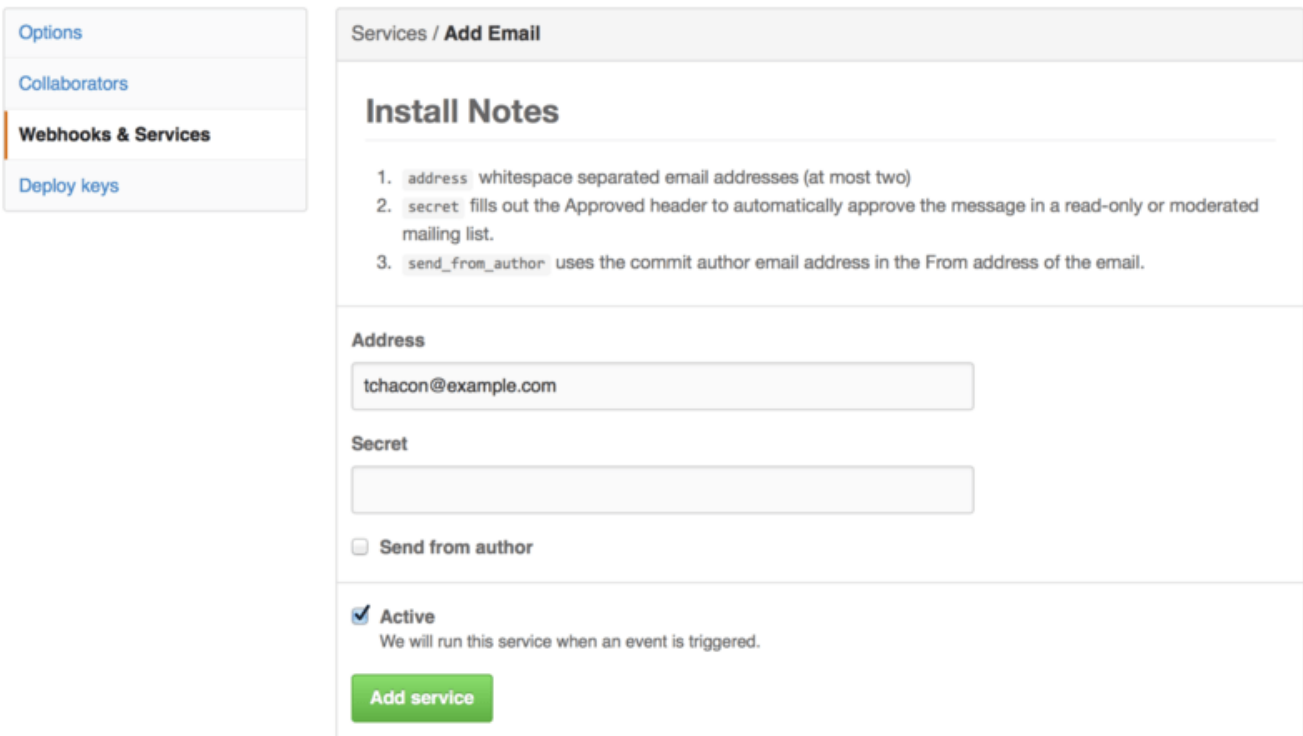 Options
Collaborators
Webhooks & Services
Deploy keys
Services / Add Email
Install Notes
1. address whitespace separated email addresses (at most two)
2. secret fills out the Approved header to automatically approve the message in a read-only or moderated
mailing list.
3. send_from_author uses the commit author email address in the From address of the email.
Address
tchacon@example.com
Secret
Send from author
Active
We will run this service when an event is triggered.
Add service